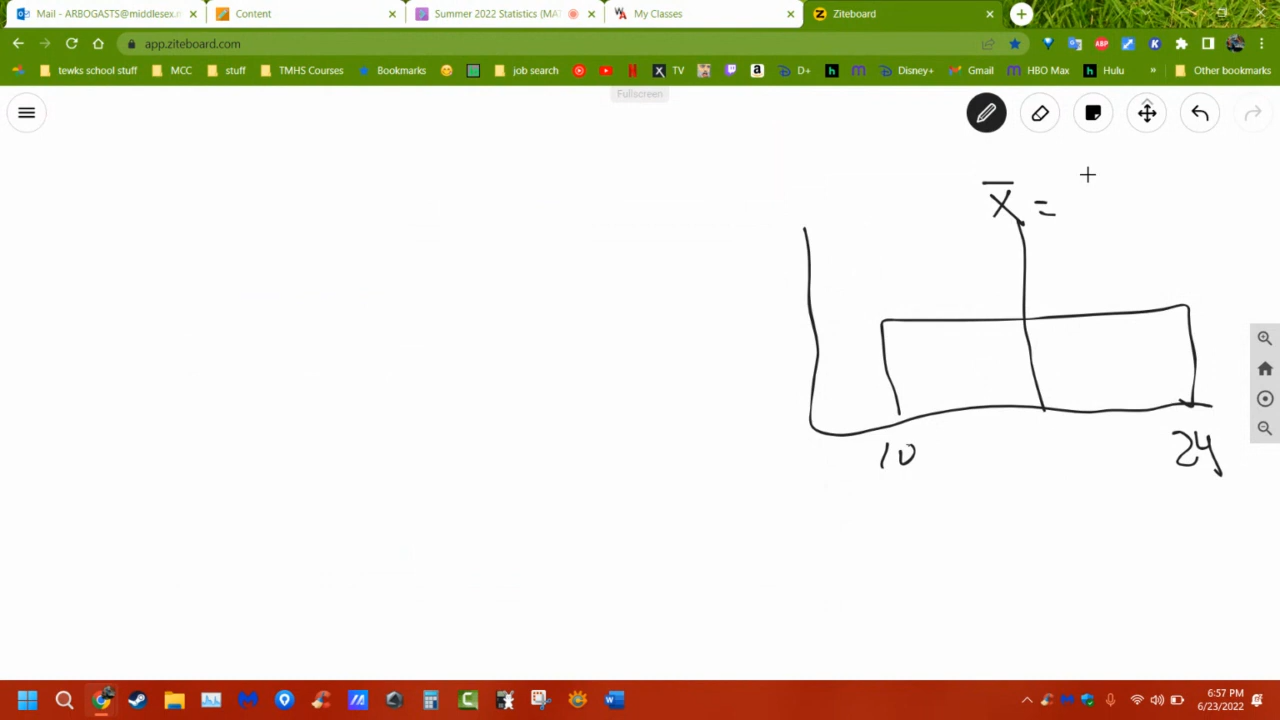 Mail - ARBOGASTS@middlesex.m
Content
Summer 2022 Statistics (MAT
My Classes
Ziteboard
app.ziteboard.com
tewks school stuff MCC stuff TMHS Courses Bookmarks job search TV D+ Disney+ Gmail HBO Max Hulu » Other bookmarks
Fullscreen
x̅ =
10 24
6:57 PM
6/23/2022